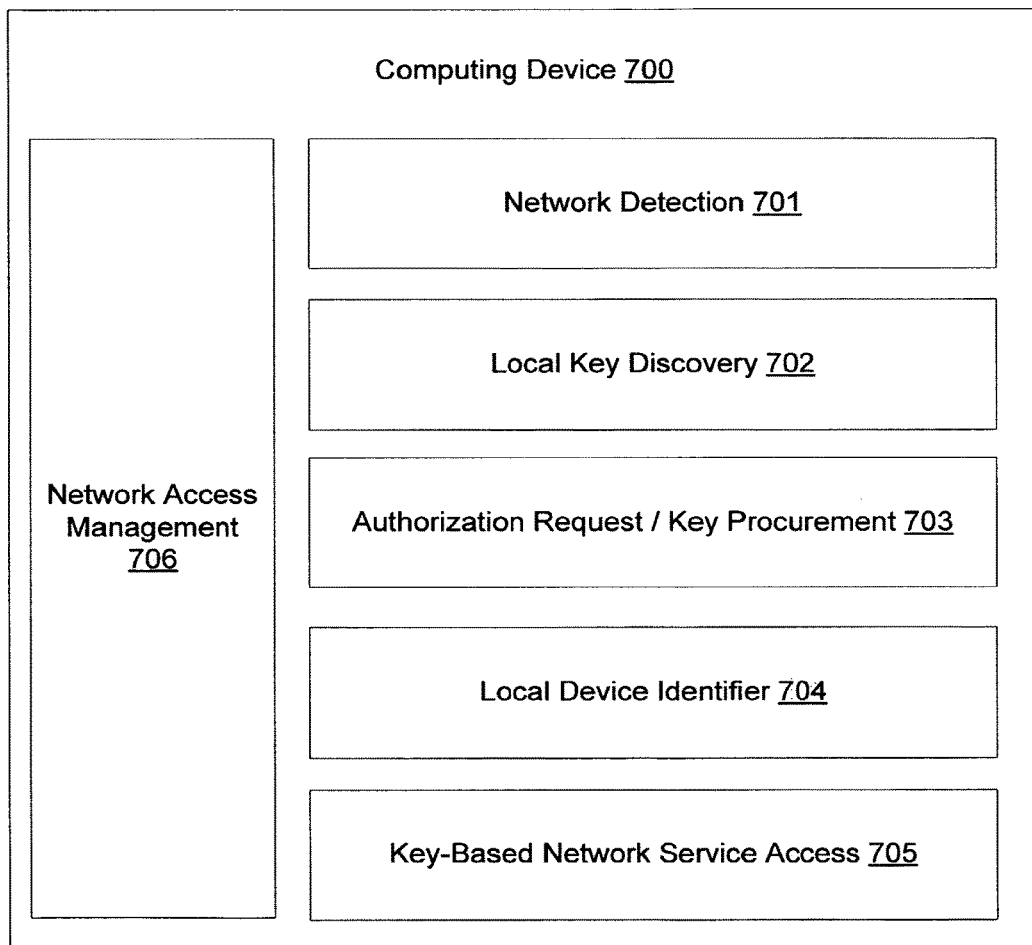 Computing Device 700
Network Detection 701
Local Key Discovery 702
Network Access
Management
706
Authorization Request / Key Procurement 703
Local Device Identifier 704
Key-Based Network Service Access 705